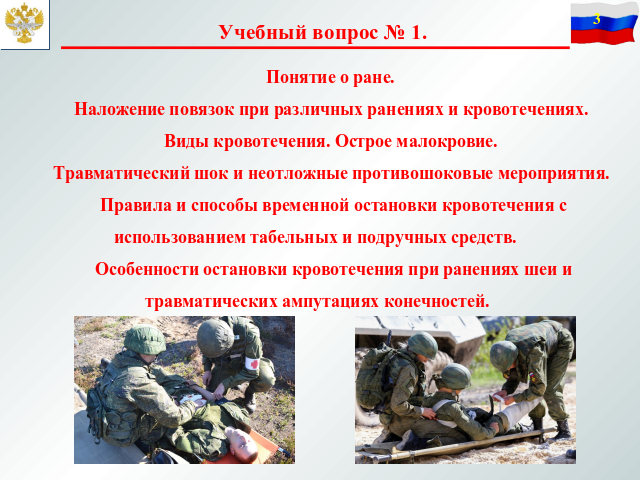 Учебный вопрос № 1.
3
Понятие о ране.
Наложение повязок при различных ранениях и кровотечениях.
Виды кровотечения. Острое малокровие.
Травматический шок и неотложные противошоковые мероприятия.
Правила и способы временной остановки кровотечения с
использованием табельных и подручных средств.
Особенности остановки кровотечения при ранениях шеи и
травматических ампутациях конечностей.